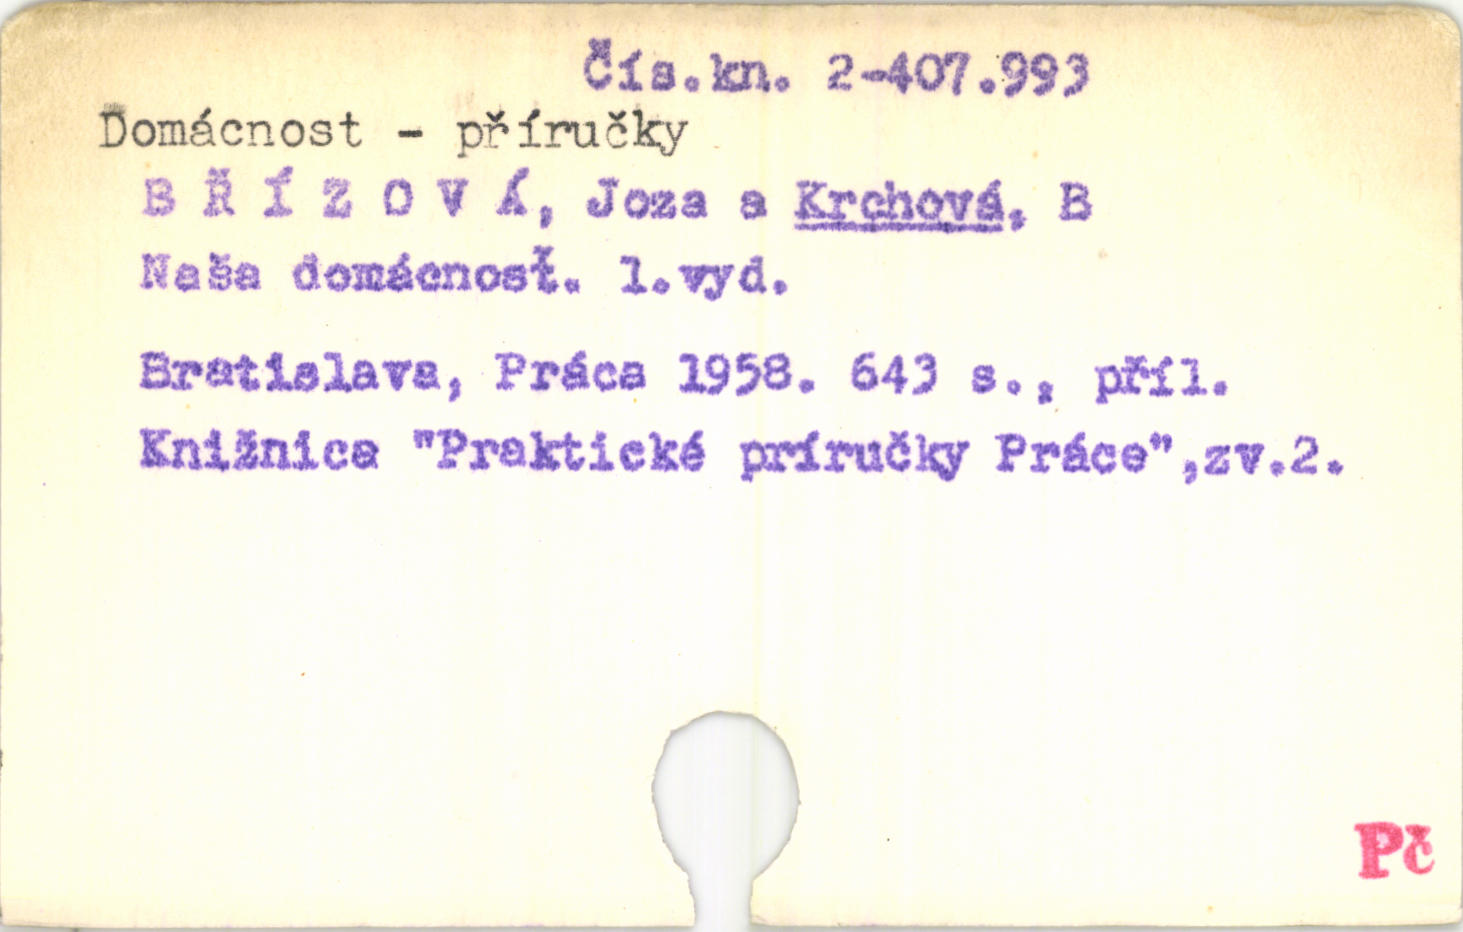 Čís.kn. 2-407.993
Domácnost - příručky
B Ř Í Z O V Á, Joza a Krchová, B
Naša domácnosť. 1.vyd.
Bratislava, Práca 1958. 643 s., příl.
Knižnica "Praktické príručky Práce",zv.2.
Pč